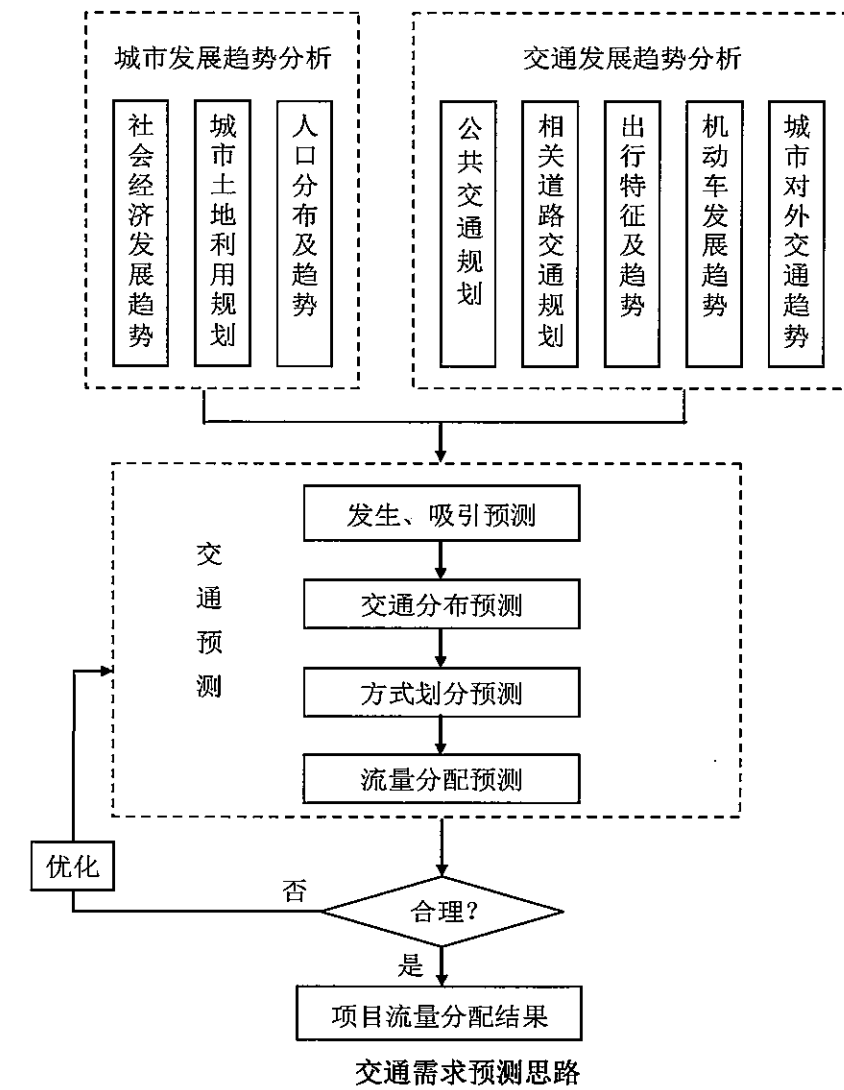 城市发展趋势分析
社会经济发展趋势
城市土地利用规划
人口分布及趋势
交通发展趋势分析
公共交通规划
相关道路交通规划
出行特征及趋势
机动车发展趋势
城市对外交通趋势
交通预测
发生、吸引预测
交通分布预测
方式划分预测
流量分配预测
优化
否
合理?
是
项目流量分配结果
交通需求预测思路